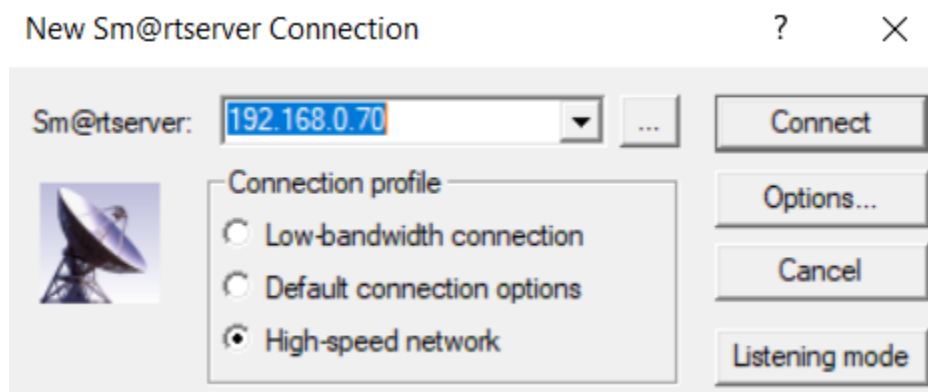 New Sm@rtserver Connection ? ×
Sm@rtserver: 192.168.0.70 ... Connect
Connection profile
Options...
Low-bandwidth connection
Cancel
Default connection options
High-speed network
Listening mode